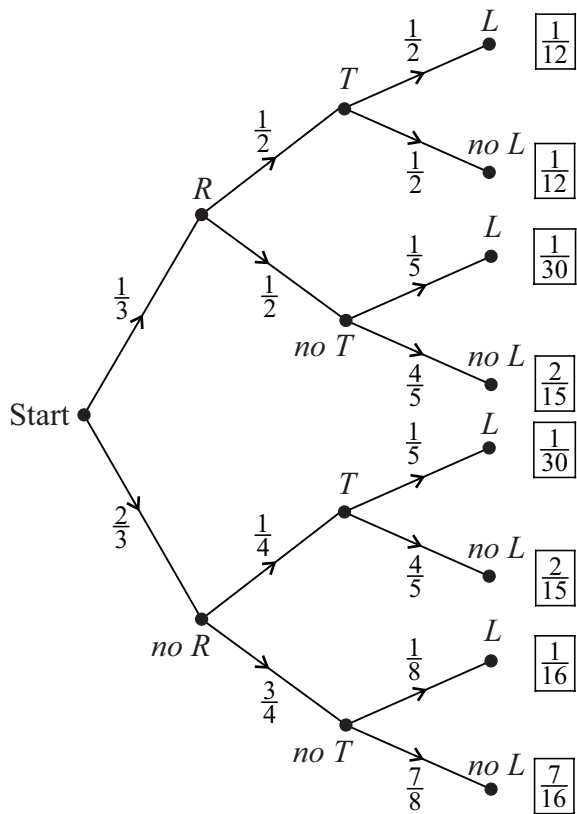 L
1/2
1/12
T
1/2
no L
1/2
1/12
R
L
1/5
1/30
1/2
no T
no L
4/5
2/15
1/3
Start
L
1/5
1/30
2/3
T
1/4
no L
4/5
2/15
no R
L
1/8
1/16
3/4
no T
no L
7/8
7/16